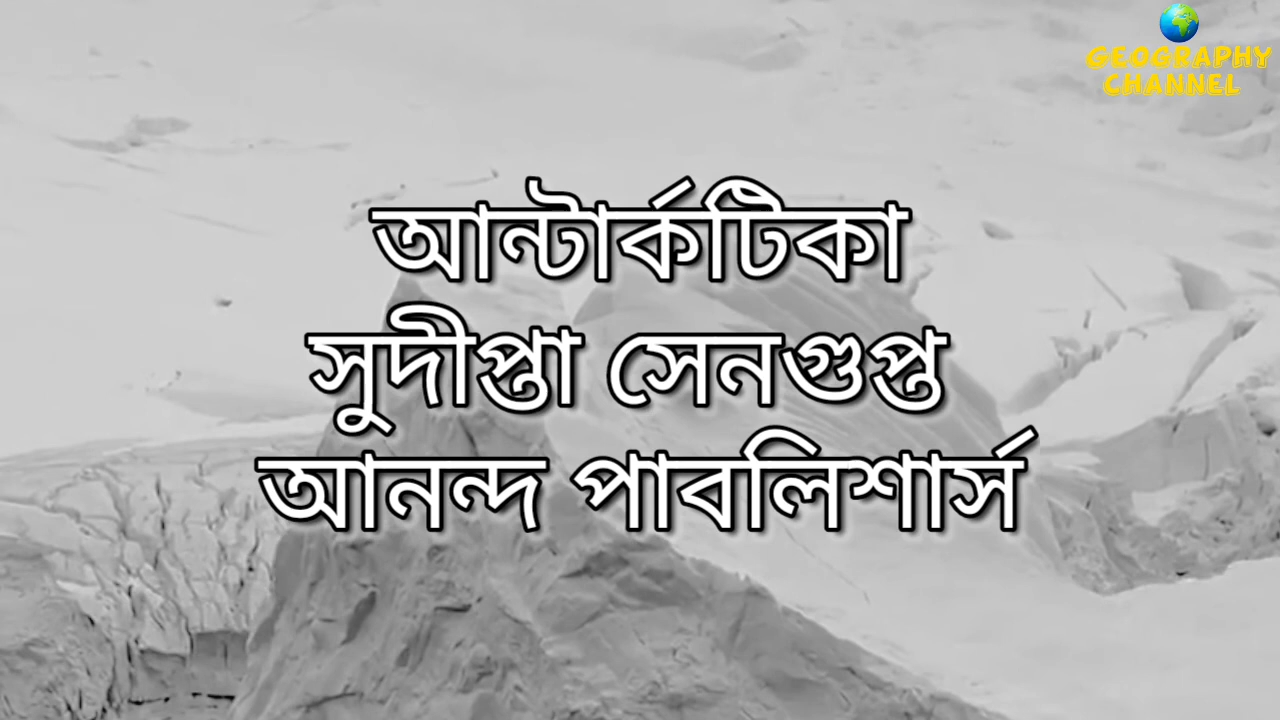 GEOGRAPHY
CHANNEL
আন্টার্কটিকা
সুদীপ্তা সেনগুপ্ত
আনন্দ পাবলিশার্স